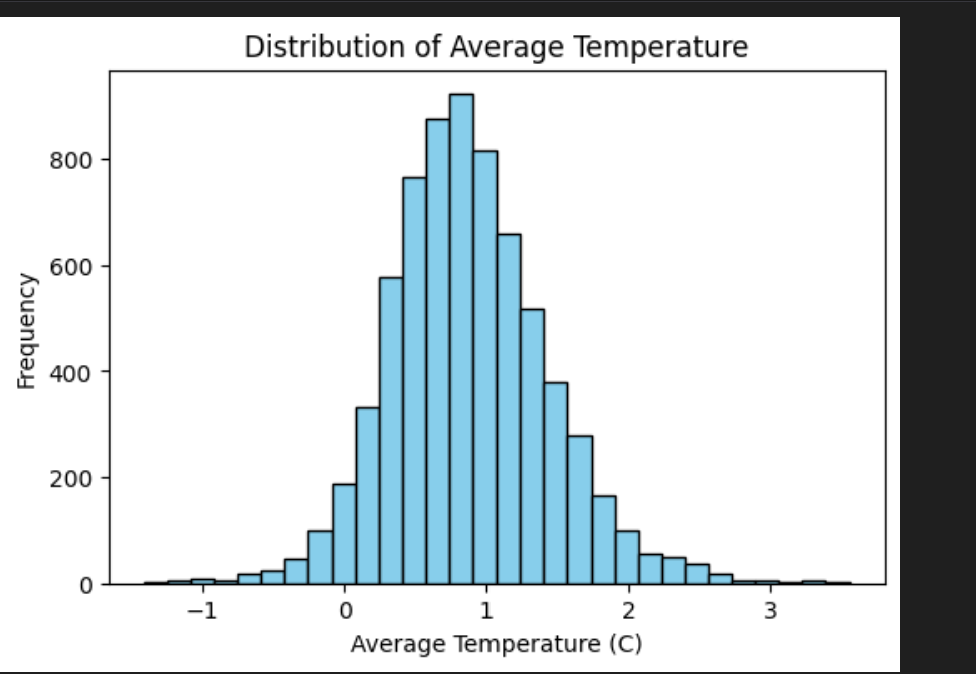 Distribution of Average Temperature
Frequency
800
600
400
200
0
−1 0 1 2 3
Average Temperature (C)